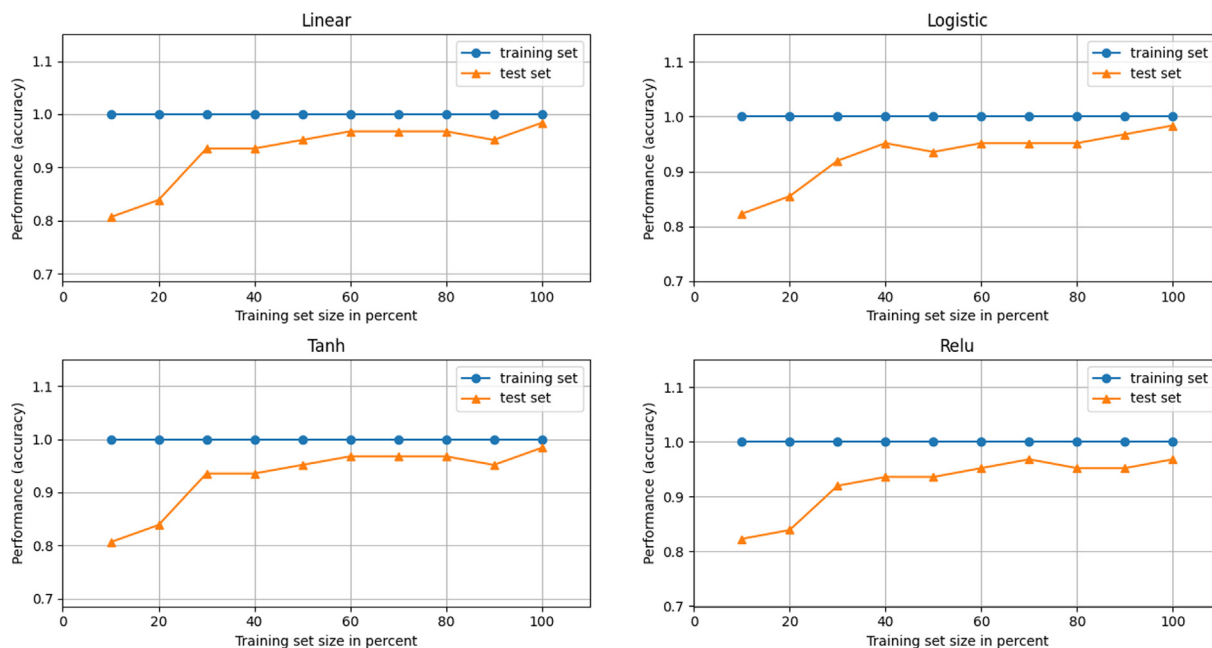 Linear
Performance (accuracy)
1.1
1.0
0.9
0.8
0.7
0
20
40
60
80
100
Training set size in percent
training set
test set
Logistic
Performance (accuracy)
1.1
1.0
0.9
0.8
0.7
0
20
40
60
80
100
Training set size in percent
training set
test set
Tanh
Performance (accuracy)
1.1
1.0
0.9
0.8
0.7
0
20
40
60
80
100
Training set size in percent
training set
test set
Relu
Performance (accuracy)
1.1
1.0
0.9
0.8
0.7
0
20
40
60
80
100
Training set size in percent
training set
test set